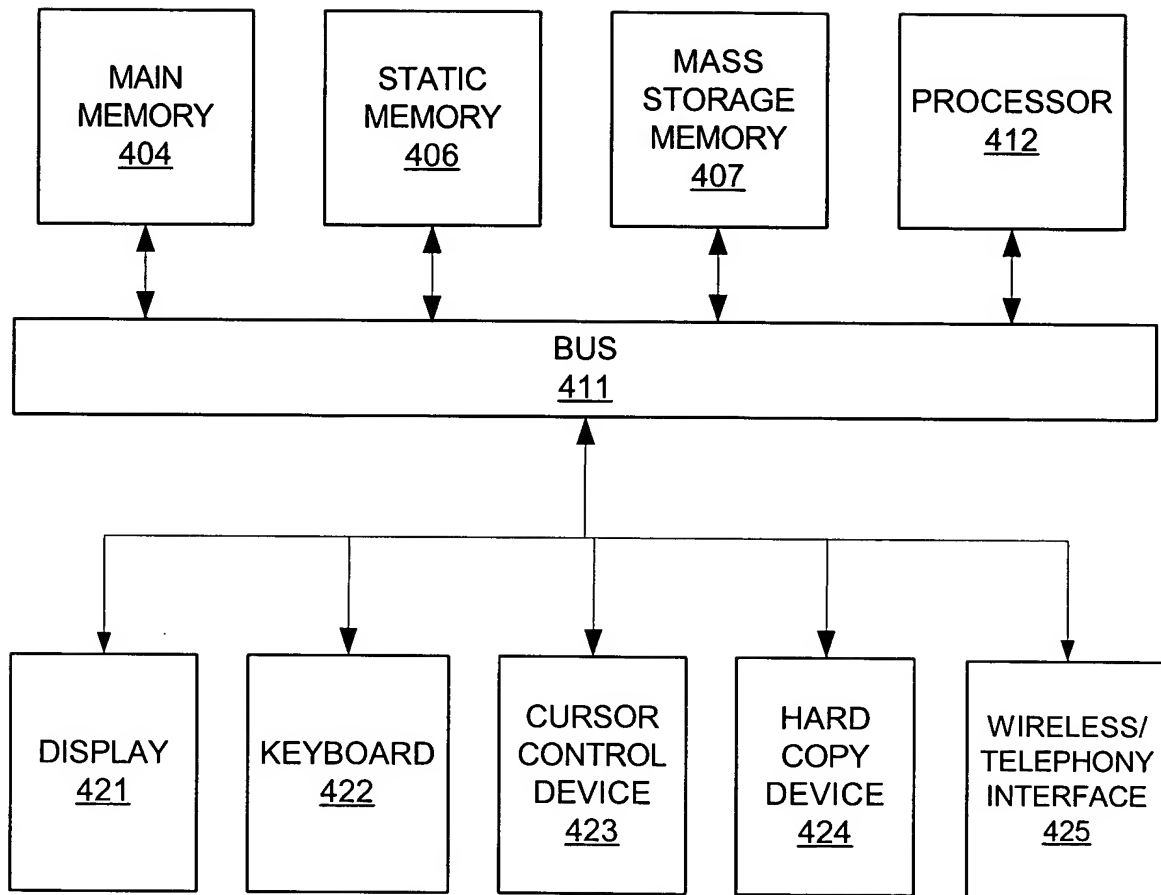 MAIN
MEMORY
404
STATIC
MEMORY
406
MASS
STORAGE
MEMORY
407
PROCESSOR
412
BUS
411
DISPLAY
421
KEYBOARD
422
CURSOR
CONTROL
DEVICE
423
HARD
COPY
DEVICE
424
WIRELESS/
TELEPHONY
INTERFACE
425